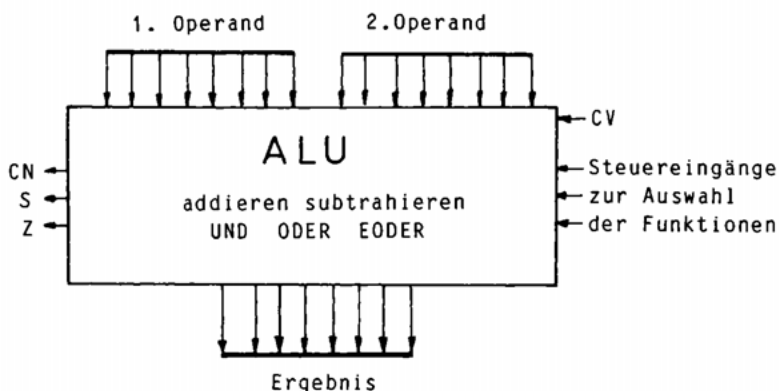 1. Operand
2.Operand
CV
ALU
CN
Steuereingänge
S
addieren subtrahieren
zur Auswahl
Z
UND ODER EODER
der Funktionen
Ergebnis